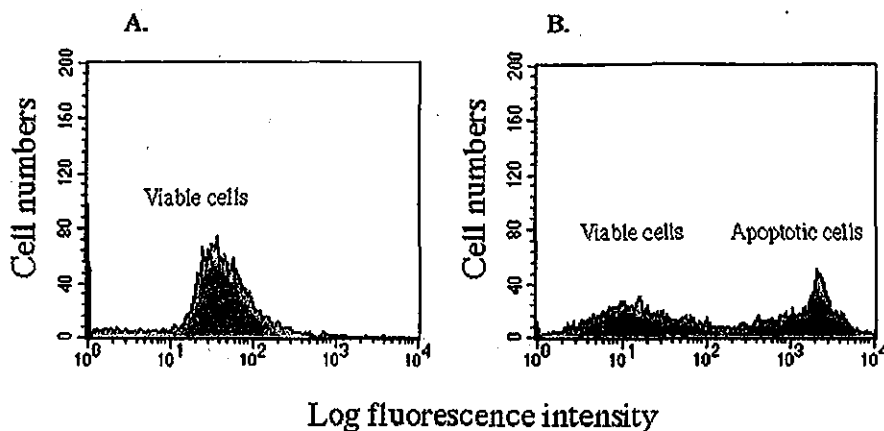 A.
B.
200
160
120
80
40
0
Cell numbers
Viable cells
10^0 10^1 10^2 10^3 10^4
200
160
120
80
40
0
Cell numbers
Viable cells Apoptotic cells
10^0 10^1 10^2 10^3 10^4
Log fluorescence intensity